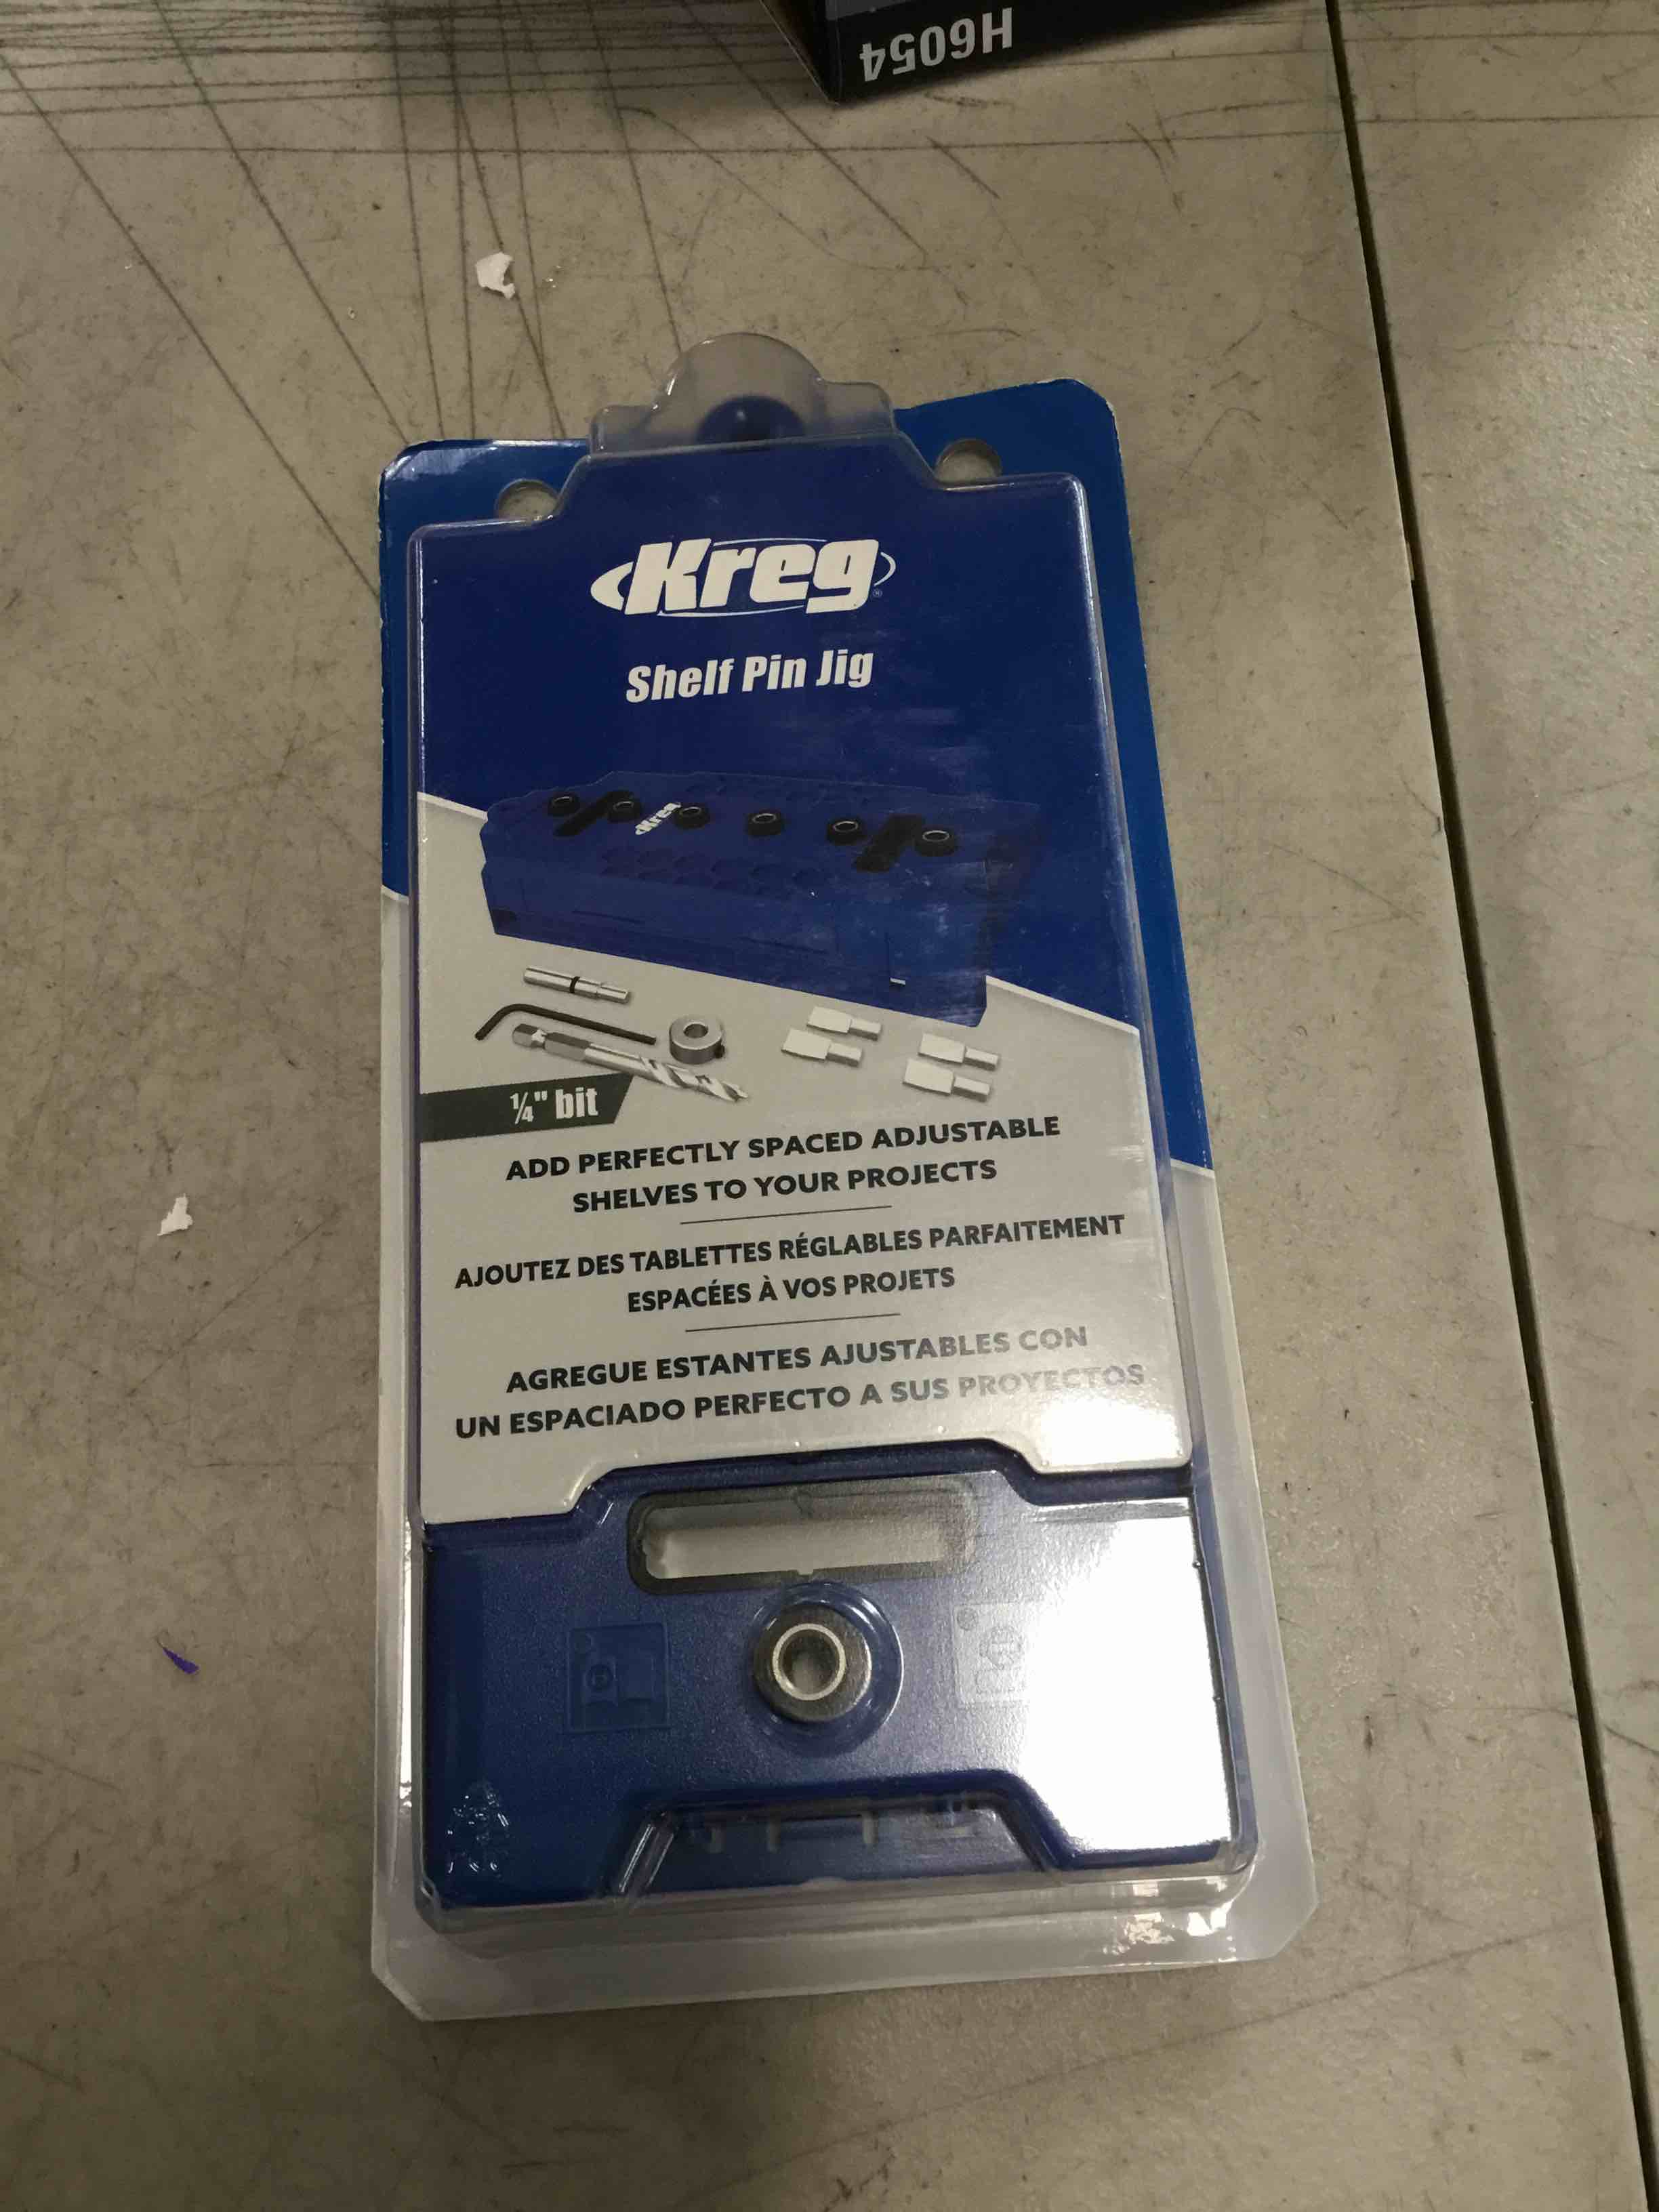 H6054
Kreg
Shelf Pin Jig
Kreg
¼" bit
ADD PERFECTLY SPACED ADJUSTABLE
SHELVES TO YOUR PROJECTS
AJOUTEZ DES TABLETTES RÉGLABLES PARFAITEMENT
ESPACÉES À VOS PROJETS
AGREGUE ESTANTES AJUSTABLES CON
UN ESPACIADO PERFECTO A SUS PROYECTOS